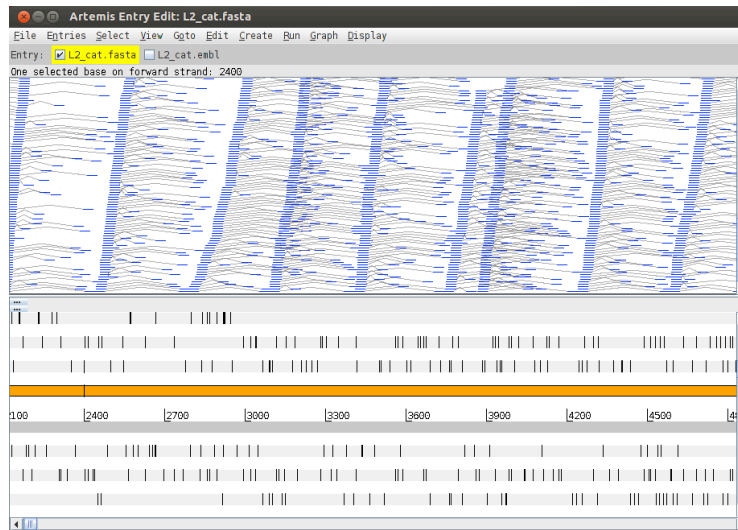 Artemis Entry Edit: L2_cat.fasta
File Entries Select View Goto Edit Create Run Graph Display
Entry: L2_cat.fasta L2_cat.embl
One selected base on forward strand: 2400
2100 2400 2700 3000 3300 3600 3900 4200 4500